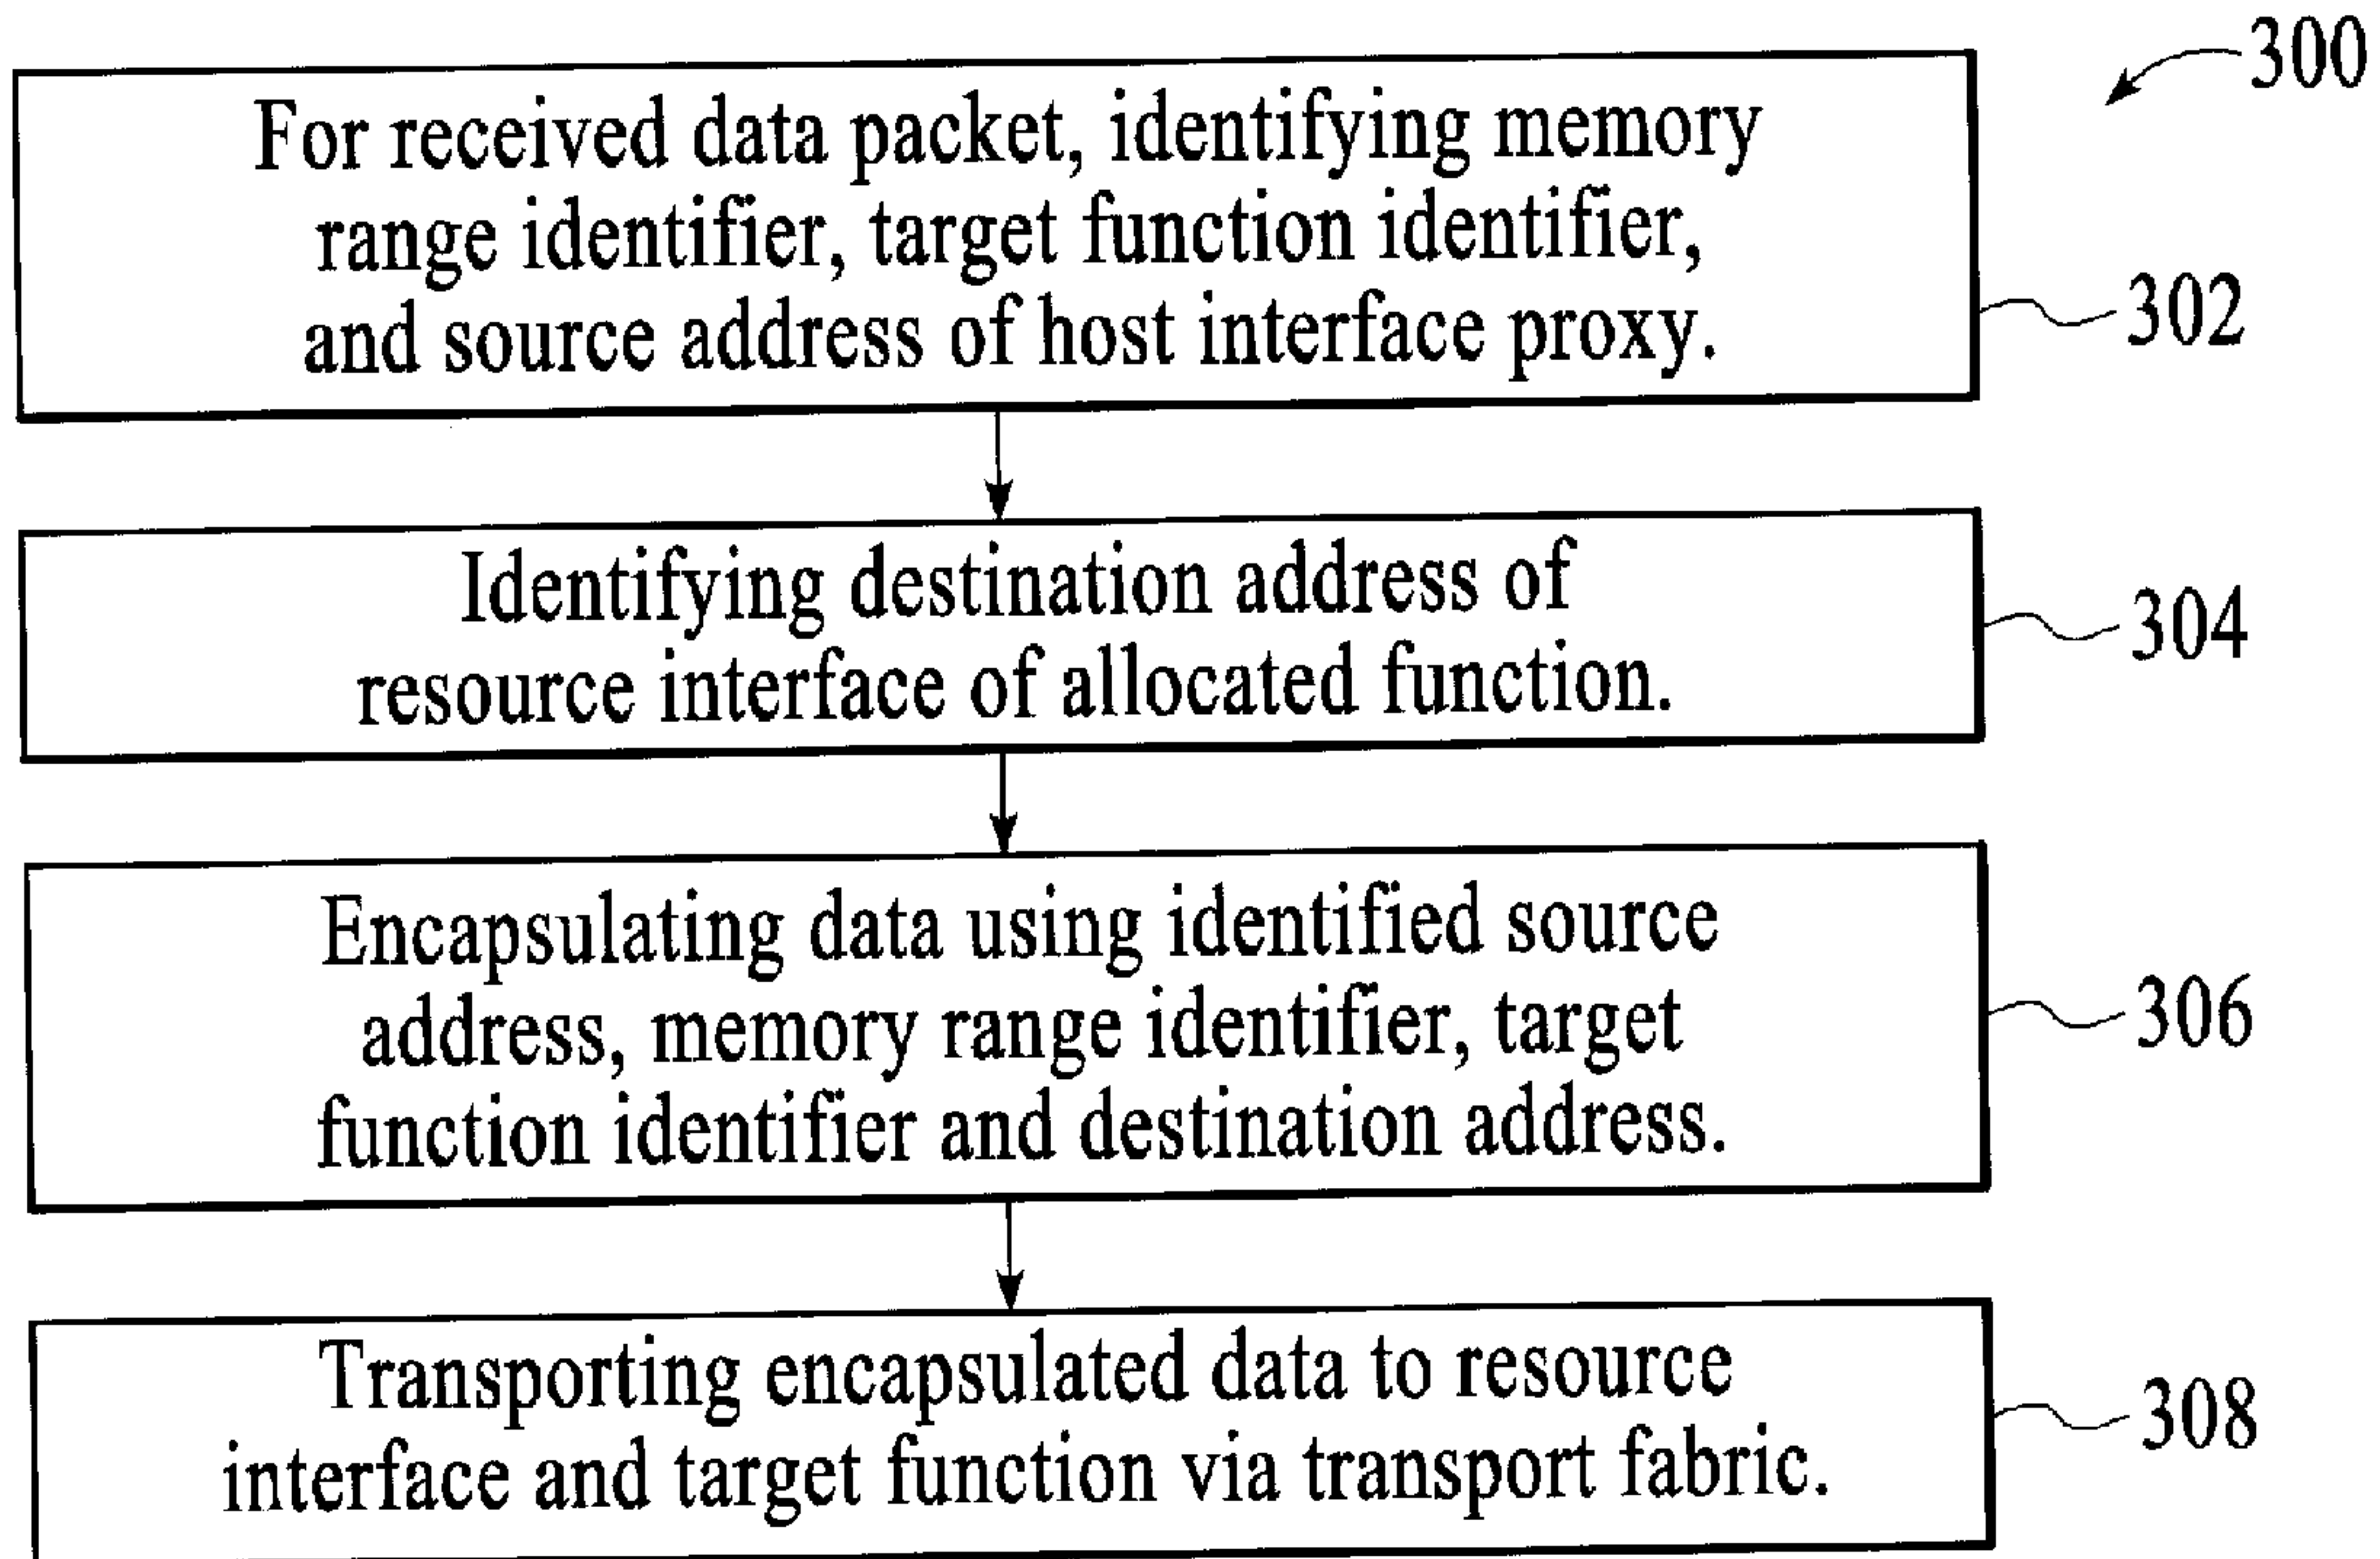 300
For received data packet, identifying memory
range identifier, target function identifier,
and source address of host interface proxy.
302
Identifying destination address of
resource interface of allocated function.
304
Encapsulating data using identified source
address, memory range identifier, target
function identifier and destination address.
306
Transporting encapsulated data to resource
interface and target function via transport fabric.
308